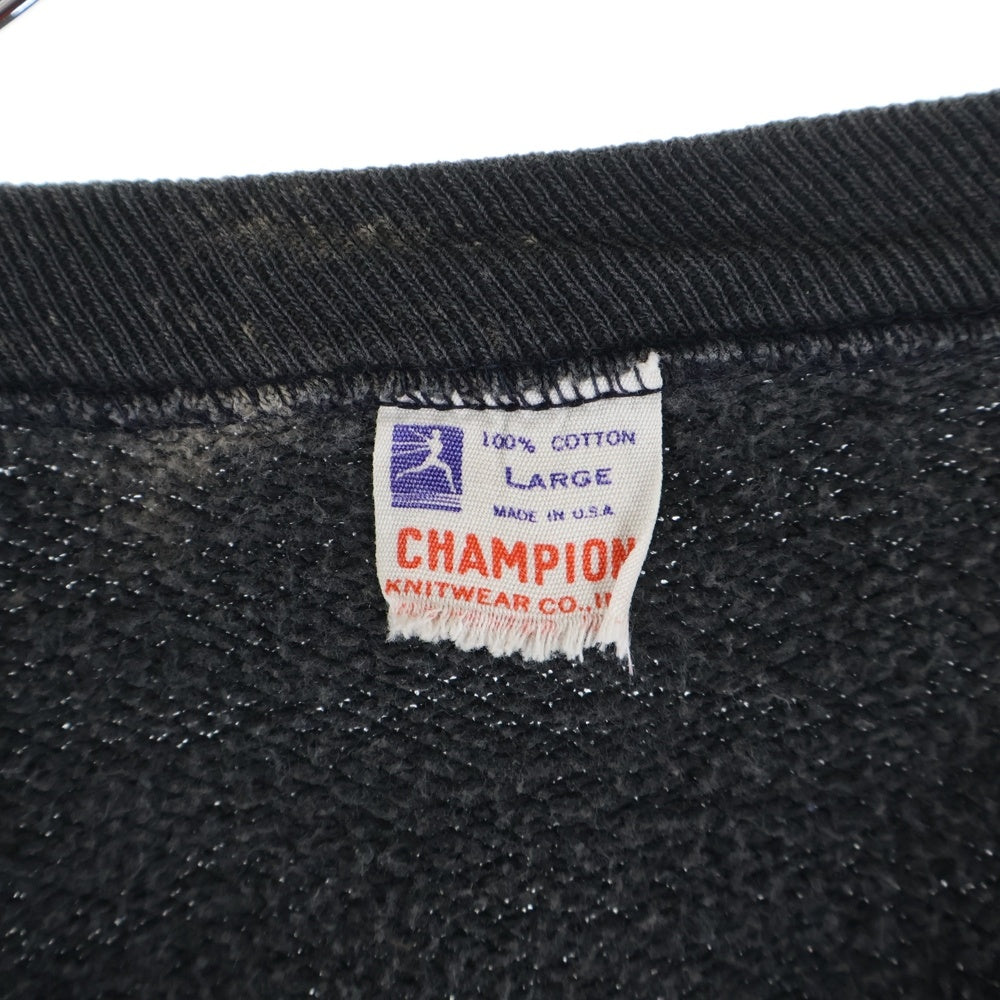 100% COTTON
LARGE
MADE IN U.S.A.
CHAMPION
KNITWEAR CO.,